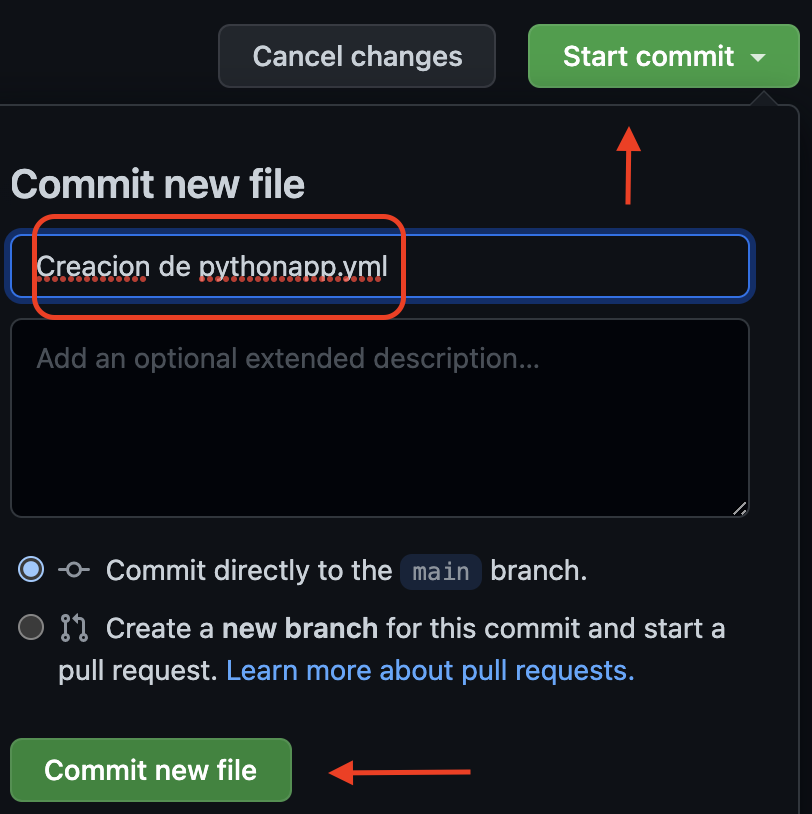 Cancel changes
Start commit
Commit new file
Creacion de pythonapp.yml
Add an optional extended description...
Commit directly to the main branch.
Create a new branch for this commit and start a
pull request. Learn more about pull requests.
Commit new file